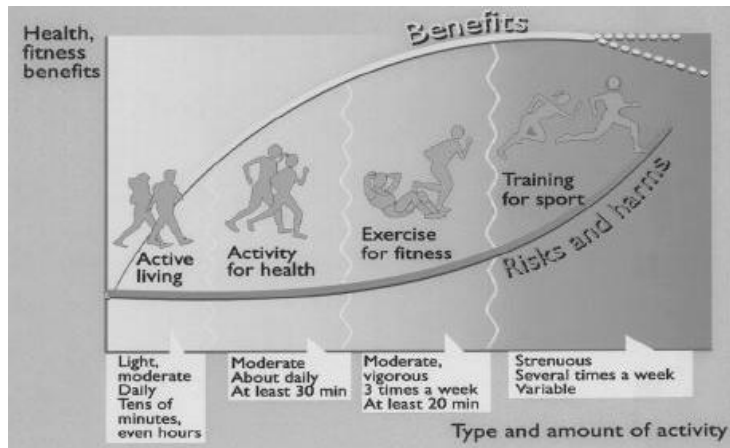 Health,
fitness
benefits
Benefits
Active
living
Activity
for health
Exercise
for fitness
Training
for sport
Risks and harms
Light,
moderate
Daily
Tens of
minutes,
even hours
Moderate
About daily
At least 30 min
Moderate,
vigorous
3 times a week
At least 20 min
Strenuous
Several times a week
Variable
Type and amount of activity